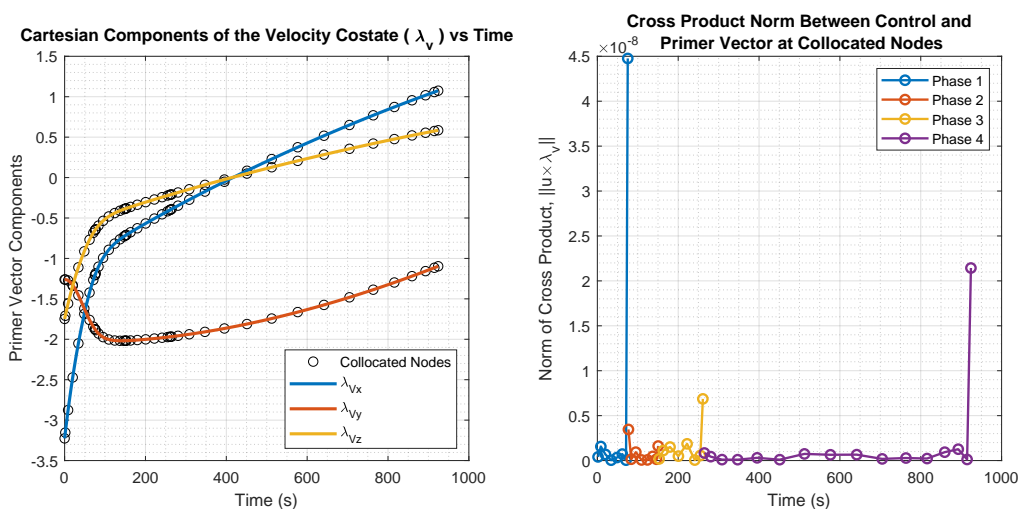 Cartesian Components of the Velocity Costate ( λv ) vs Time
Primer Vector Components
1.5
1
0.5
0
-0.5
-1
-1.5
-2
-2.5
-3
-3.5
0
200
400
600
800
1000
Time (s)
Collocated Nodes
λVx
λVy
λVz
Cross Product Norm Between Control and
Primer Vector at Collocated Nodes
×10-8
Norm of Cross Product, ||u× λv||
4.5
4
3.5
3
2.5
2
1.5
1
0.5
0
0
200
400
600
800
1000
Time (s)
Phase 1
Phase 2
Phase 3
Phase 4